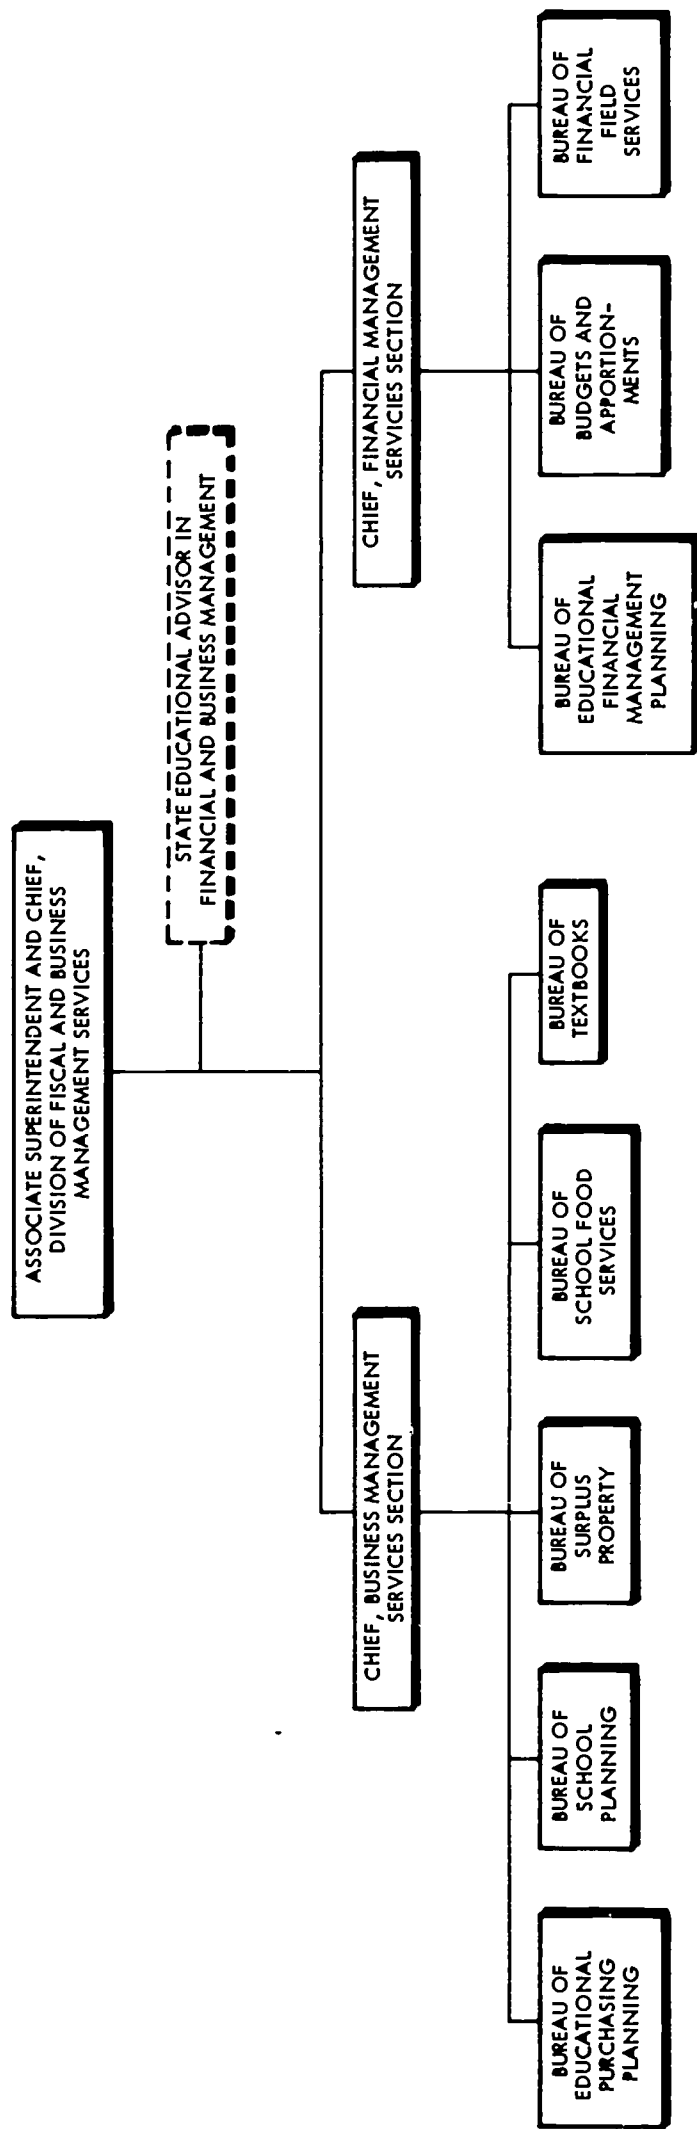 ASSOCIATE SUPERINTENDENT AND CHIEF,
DIVISION OF FISCAL AND BUSINESS
MANAGEMENT SERVICES
STATE EDUCATIONAL ADVISOR IN
FINANCIAL AND BUSINESS MANAGEMENT
CHIEF, BUSINESS MANAGEMENT
SERVICES SECTION
CHIEF, FINANCIAL MANAGEMENT
SERVICIES SECTION
BUREAU OF
EDUCATIONAL
PURCHASING
PLANNING
BUREAU OF
SCHOOL
PLANNING
BUREAU OF
SURPLUS
PROPERTY
BUREAU OF
SCHOOL FOOD
SERVICES
BUREAU OF
TEXTBOOKS
BUREAU OF
EDUCATIONAL
FINANCIAL
MANAGEMENT
PLANNING
BUREAU OF
BUDGETS AND
APPORTION-
MENTS
BUREAU OF
FINANCIAL
FIELD
SERVICES